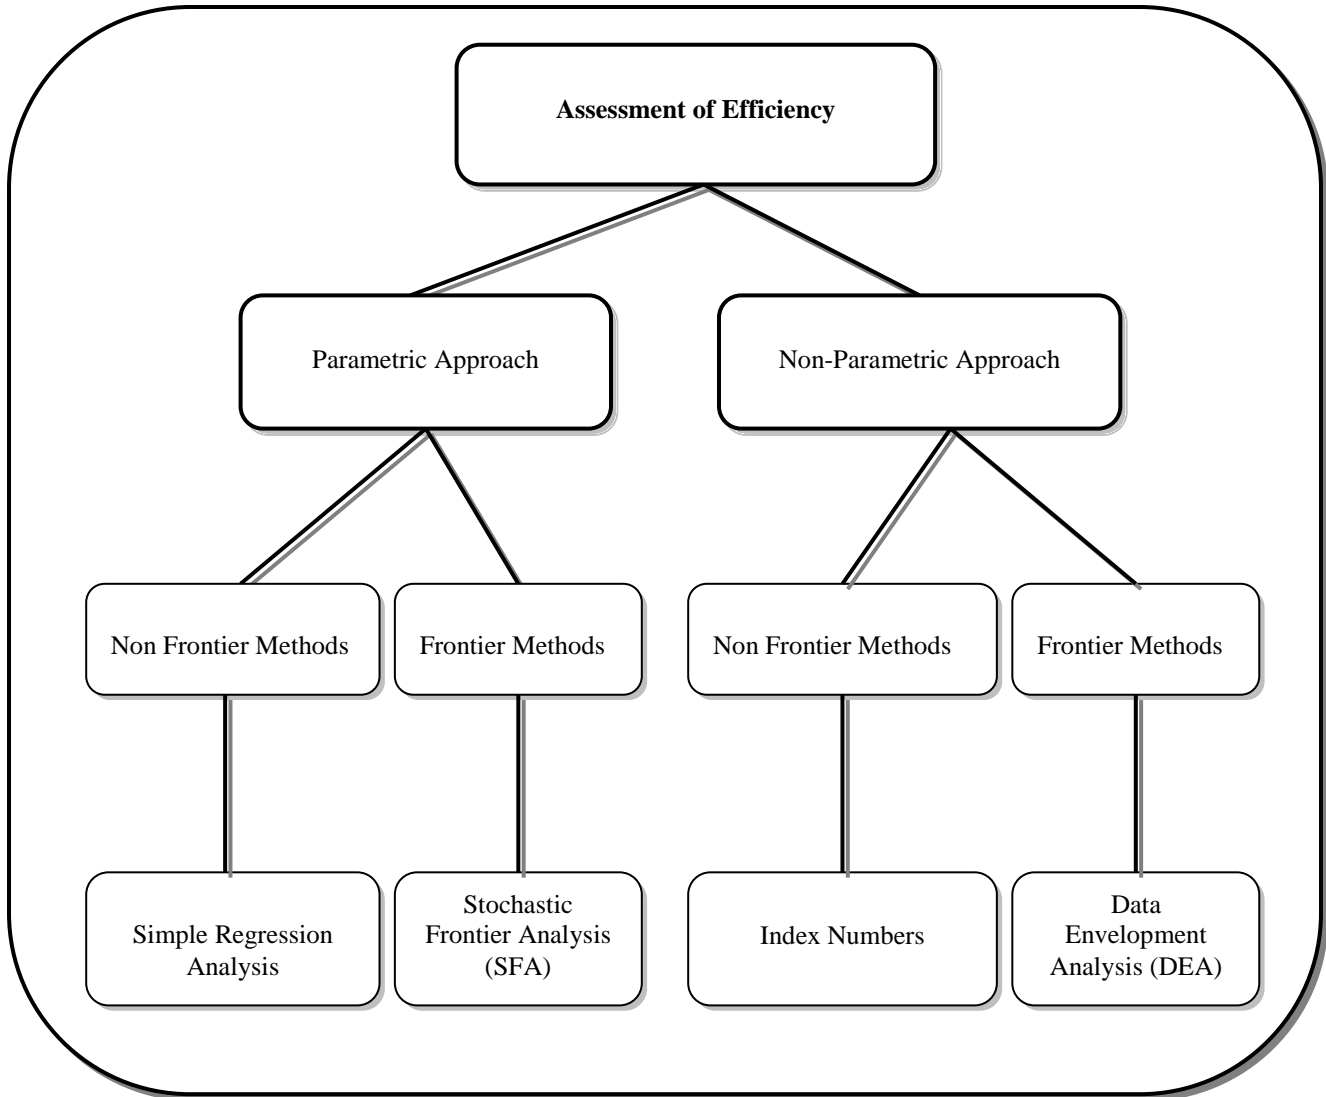 Assessment of Efficiency
Parametric Approach
Non-Parametric Approach
Non Frontier Methods
Frontier Methods
Non Frontier Methods
Frontier Methods
Simple Regression
Analysis
Stochastic
Frontier Analysis
(SFA)
Index Numbers
Data
Envelopment
Analysis (DEA)